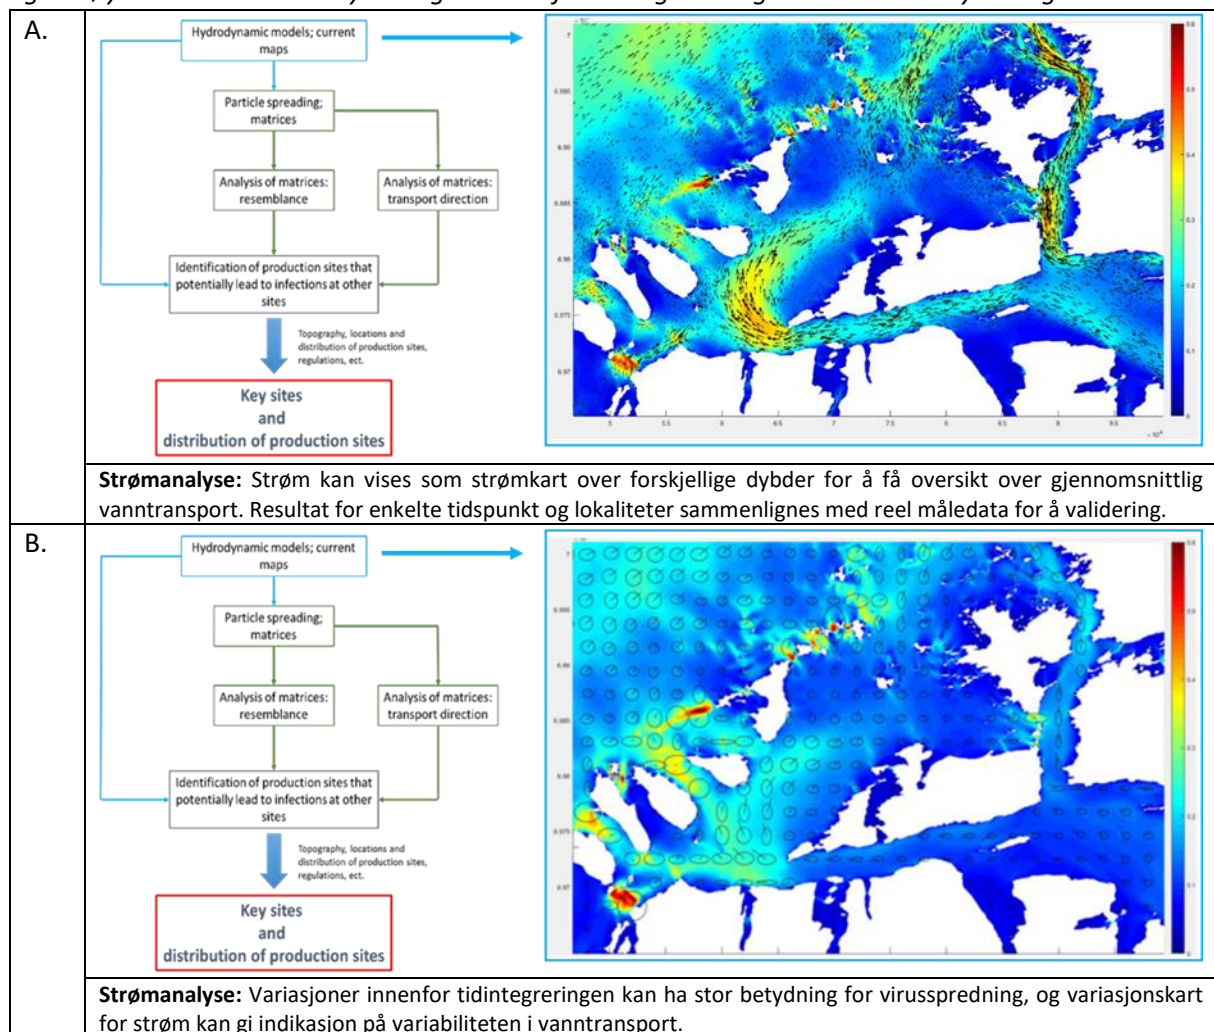 A.
Hydrodynamic models; current
maps
Particle spreading;
matrices
Analysis of matrices:
resemblance
Analysis of matrices:
transport direction
Identification of production sites that
potentially lead to infections at other
sites
Topography, locations and
distribution of production sites,
regulations, ect.
Key sites
and
distribution of production sites
Strømanalyse: Strøm kan vises som strømkart over forskjellige dybder for å få oversikt over gjennomsnittlig
vanntransport. Resultat for enkelte tidspunkt og lokaliteter sammenlignes med reel måledata for å validering.
B.
Hydrodynamic models; current
maps
Particle spreading;
matrices
Analysis of matrices:
resemblance
Analysis of matrices:
transport direction
Identification of production sites that
potentially lead to infections at other
sites
Topography, locations and
distribution of production sites,
regulations, ect.
Key sites
and
distribution of production sites
Strømanalyse: Variasjoner innenfor tidintegreringen kan ha stor betydning for virusspredning, og variasjonskart
for strøm kan gi indikasjon på variabiliteten i vanntransport.